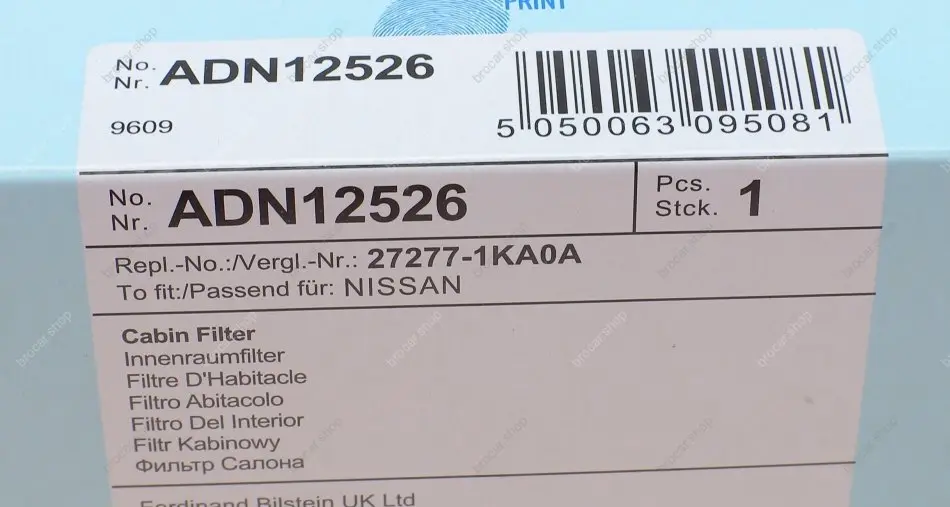 PRINT
No. ADN12526
Nr.
9609
5 050063 095081
No. ADN12526
Nr.
Pcs. 1
Stck.
Repl.-No.:/Vergl.-Nr.: 27277-1KA0A
To fit:/Passend für: NISSAN
Cabin Filter
Innenraumfilter
Filtre D'Habitacle
Filtro Abitacolo
Filtro Del Interior
Filtr Kabinowy
Фильтр Салона
Ferdinand Bilstein UK Ltd
brocar.shop